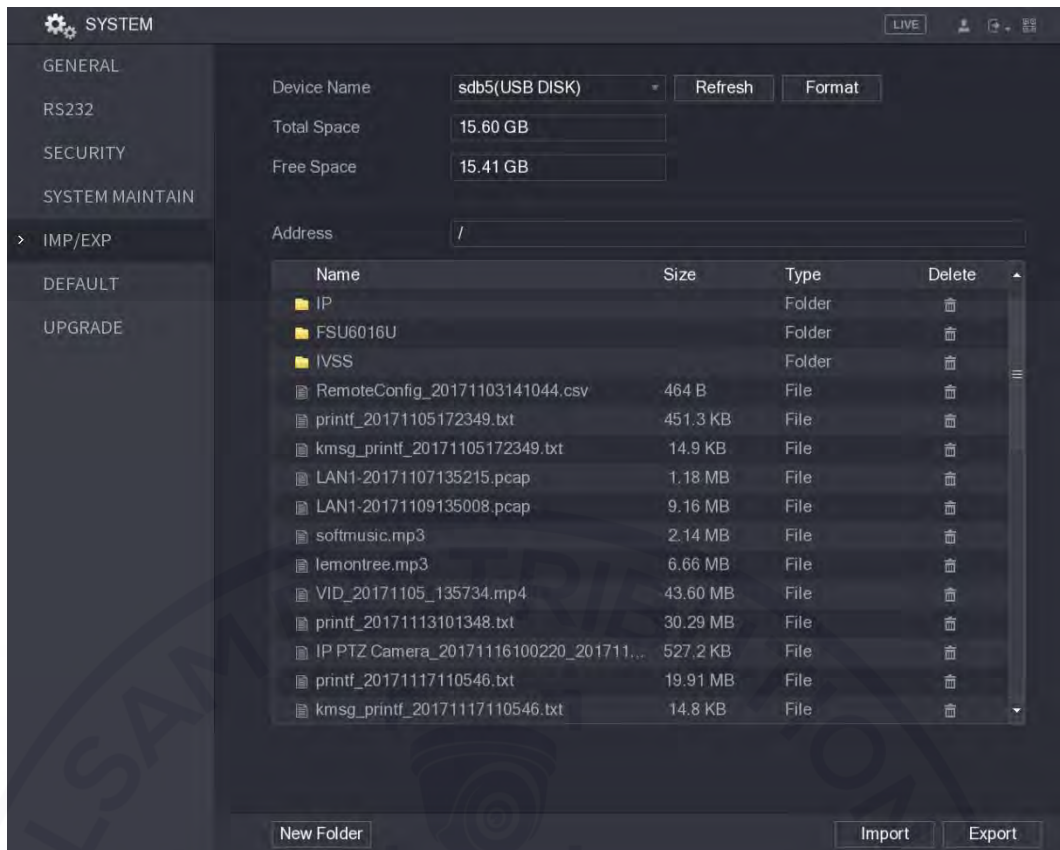 SYSTEM LIVE
GENERAL
RS232
SECURITY
SYSTEM MAINTAIN
IMP/EXP
DEFAULT
UPGRADE
Device Name sdb5(USB DISK) Refresh Format
Total Space 15.60 GB
Free Space 15.41 GB
Address /
Name Size Type Delete
IP Folder
FSU6016U Folder
IVSS Folder
RemoteConfig_20171103141044.csv 464 B File
printf_20171105172349.txt 451.3 KB File
kmsg_printf_20171105172349.txt 14.9 KB File
LAN1-20171107135215.pcap 1.18 MB File
LAN1-20171109135008.pcap 9.16 MB File
softmusic.mp3 2.14 MB File
lemontree.mp3 6.66 MB File
VID_20171105_135734.mp4 43.60 MB File
printf_20171113101348.txt 30.29 MB File
IP PTZ Camera_20171116100220_201711... 527.2 KB File
printf_20171117110546.txt 19.91 MB File
kmsg_printf_20171117110546.txt 14.8 KB File
New Folder Import Export